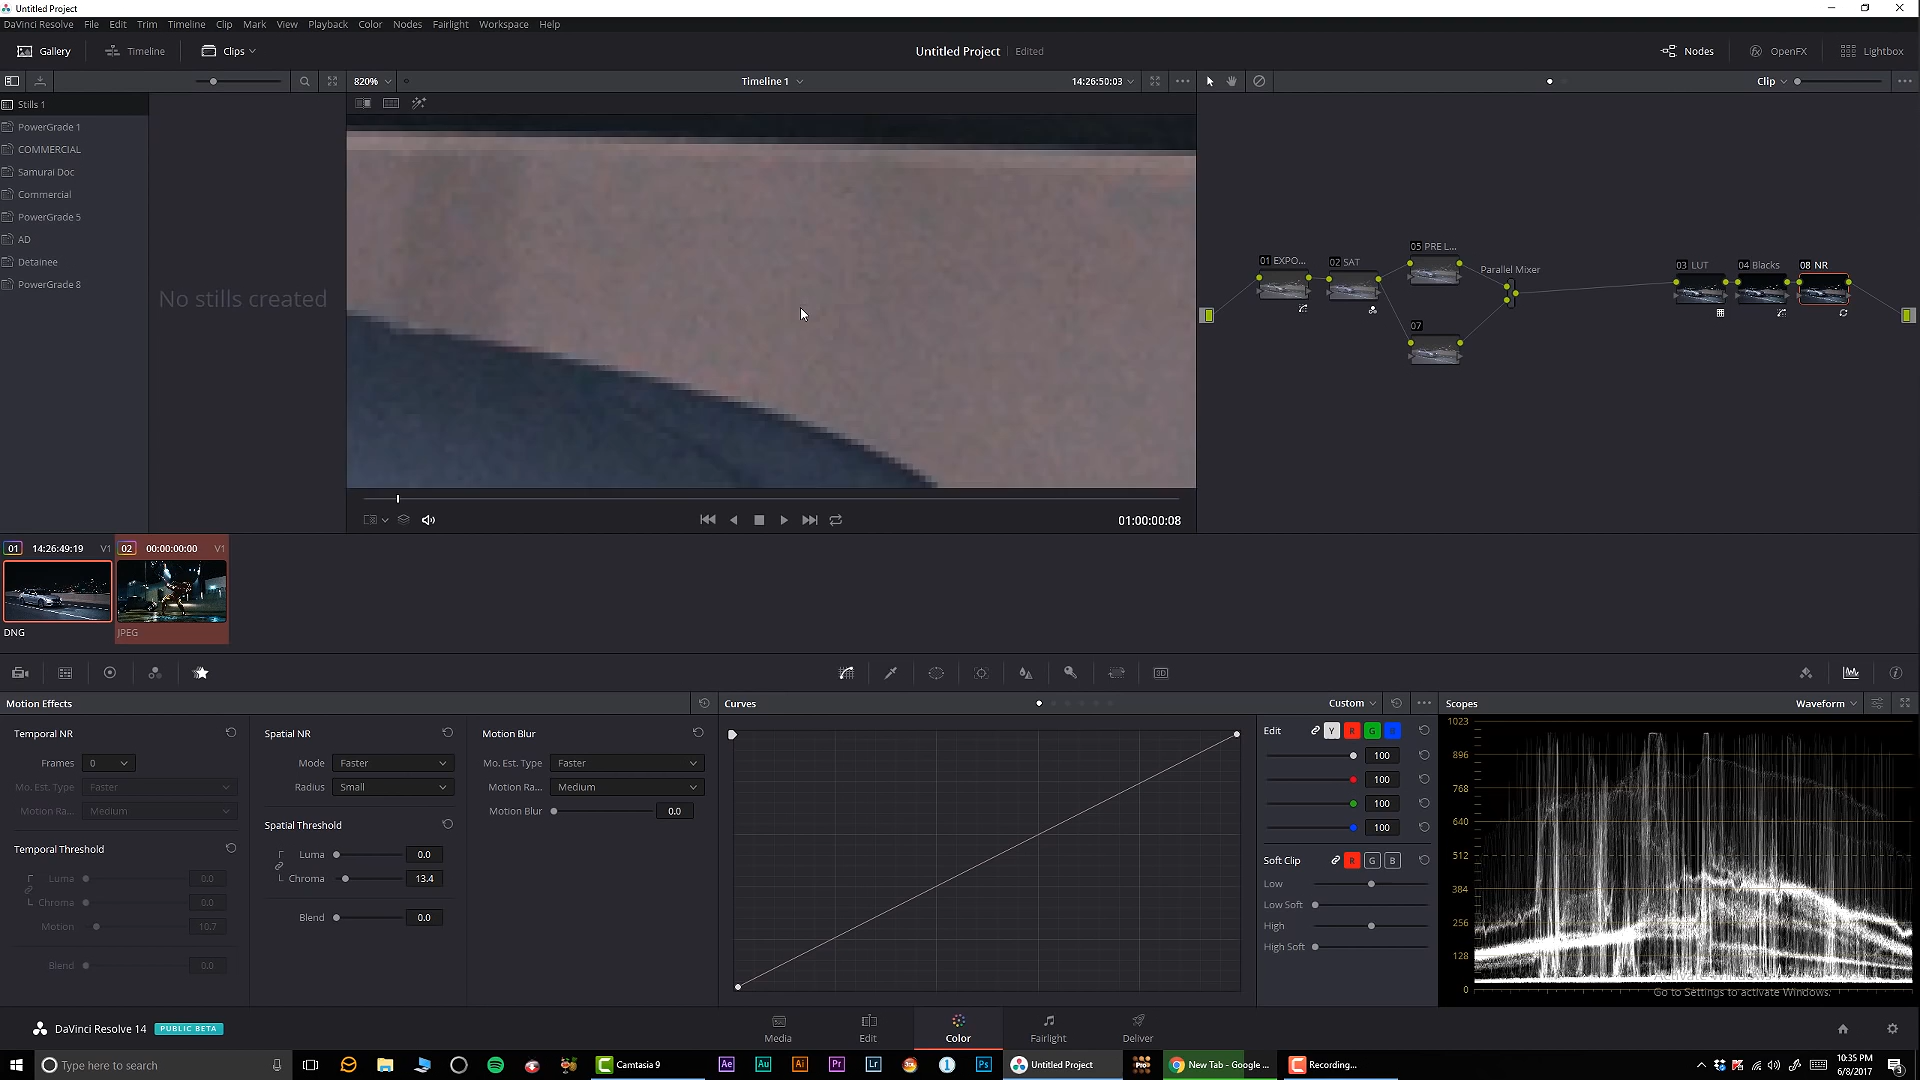 Untitled Project
DaVinci Resolve File Edit Trim Timeline Clip Mark View Playback Color Nodes Fairlight Workspace Help
Gallery Timeline Clips Untitled Project Edited Nodes OpenFX Lightbox
820% Timeline 1 14:26:50:03 Clip
Stills 1
PowerGrade 1
COMMERCIAL
Samurai Doc
Commercial
PowerGrade 5
AD
Detainee
PowerGrade 8
No stills created
01 EXPO...
02 SAT
05 PRE L...
Parallel Mixer
07
03 LUT
04 Blacks
08 NR
01:00:00:08
01 14:26:49:19 V1 02 00:00:00:00 V1
DNG JPEG
Motion Effects
Temporal NR
Frames 0
Mo. Est. Type Faster
Motion Ra... Medium
Temporal Threshold
Luma 0.0
Chroma 0.0
Motion 10.7
Blend 0.0
Spatial NR
Mode Faster
Radius Small
Spatial Threshold
Luma 0.0
Chroma 13.4
Blend 0.0
Motion Blur
Mo. Est. Type Faster
Motion Ra... Medium
Motion Blur 0.0
Curves Custom
Edit Y R G B
100
100
100
100
Soft Clip R G B
Low
Low Soft
High
High Soft
Scopes Waveform
1023
896
768
640
512
384
256
128
0
Go to Settings to activate Windows.
DaVinci Resolve 14 PUBLIC BETA
Media Edit Color Fairlight Deliver
Type here to search Camtasia 9 Ae Au Ai Pr Lr Ps Untitled Project New Tab - Google ... Recording...
10:35 PM
6/8/2017